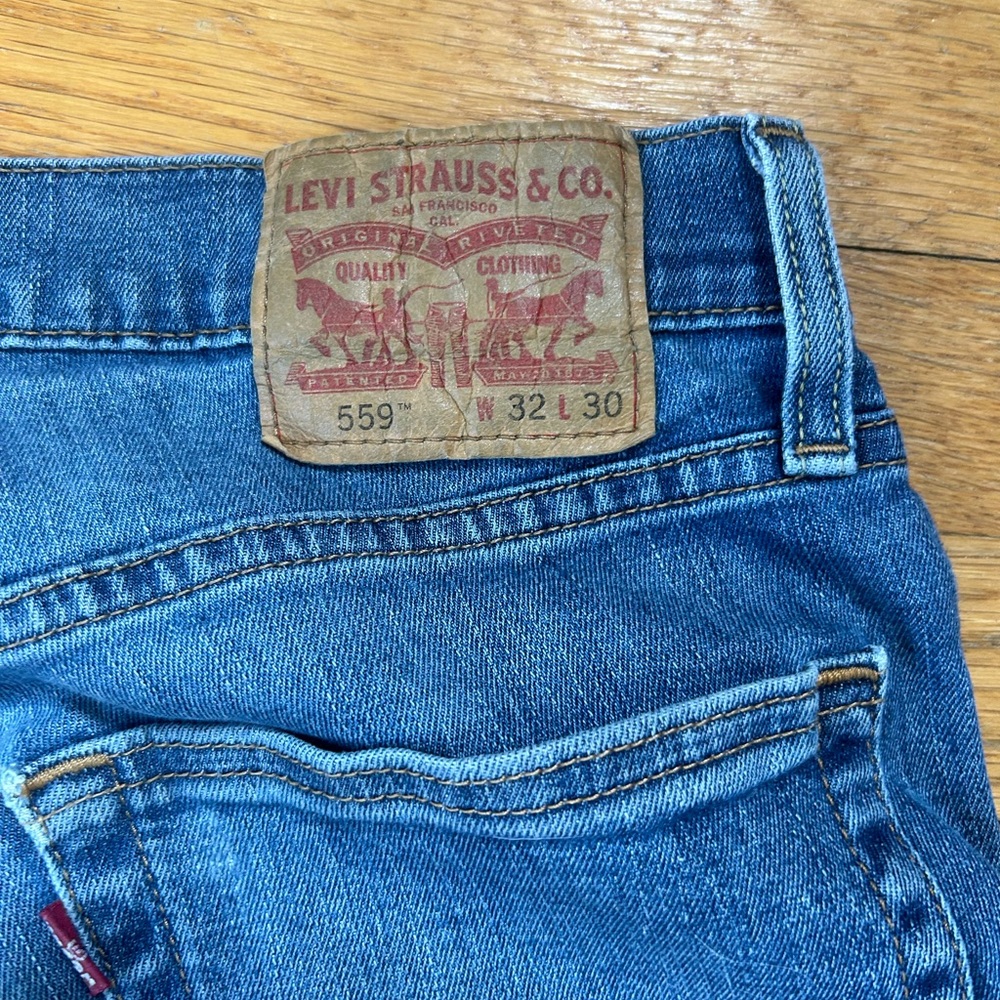 LEVI STRAUSS & CO.
SAN FRANCISCO
CAL.
ORIGINAL RIVETED
QUALITY CLOTHING
PATENTED MAY 20 1873
559™ W 32 L 30